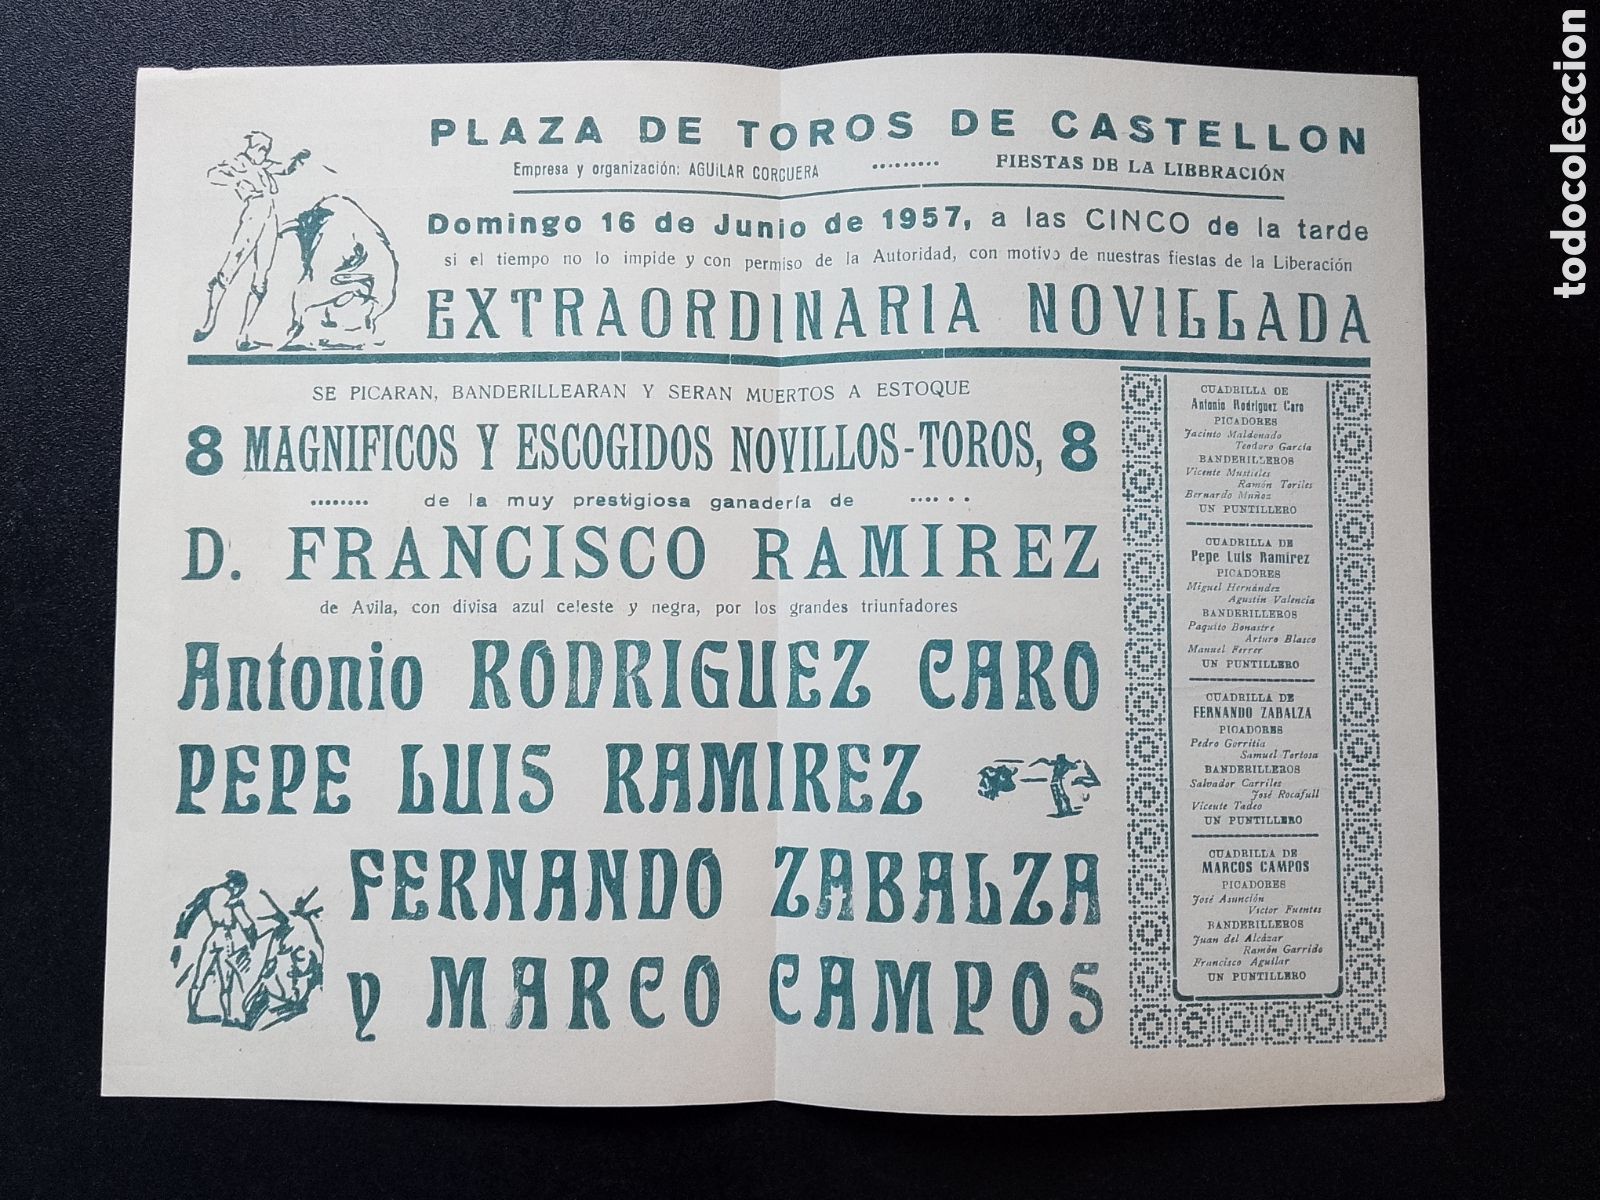 PLAZA DE TOROS DE CASTELLON
Empresa y organización: AGUILAR CORGUERA ......... FIESTAS DE LA LIBERACIÓN
Domingo 16 de Junio de 1957, a las CINCO de la tarde
si el tiempo no lo impide y con permiso de la Autoridad, con motivo de nuestras fiestas de la Liberación
EXTRAORDINARIA NOVILLADA
SE PICARAN, BANDERILLEARAN Y SERAN MUERTOS A ESTOQUE
8 MAGNIFICOS Y ESCOGIDOS NOVILLOS-TOROS, 8
........ de la muy prestigiosa ganadería de ......
D. FRANCISCO RAMIREZ
de Avila, con divisa azul celeste y negra, por los grandes triunfadores
Antonio RODRIGUEZ CARO
PEPE LUIS RAMIREZ
FERNANDO ZABALZA
y MARCO CAMPOS
CUADRILLA DE
Antonio Rodríguez Caro
PICADORES
Jacinto Maldonado
Teodoro García
BANDERILLEROS
Vicente Mustieles
Ramón Toriles
Bernardo Muñoz
UN PUNTILLERO
CUADRILLA DE
Pepe Luis Ramírez
PICADORES
Miguel Hernández
Agustín Valencia
BANDERILLEROS
Paquito Bonastre
Arturo Blasco
Manuel Ferrer
UN PUNTILLERO
CUADRILLA DE
FERNANDO ZABALZA
PICADORES
Pedro Gorritia
Samuel Tortosa
BANDERILLEROS
Salvador Carriles
José Rocafull
Vicente Tadeo
UN PUNTILLERO
CUADRILLA DE
MARCOS CAMPOS
PICADORES
José Asunción
Victor Fuentes
BANDERILLEROS
Juan del Alcázar
Ramón Garrido
Francisco Aguilar
UN PUNTILLERO
todocoleccion